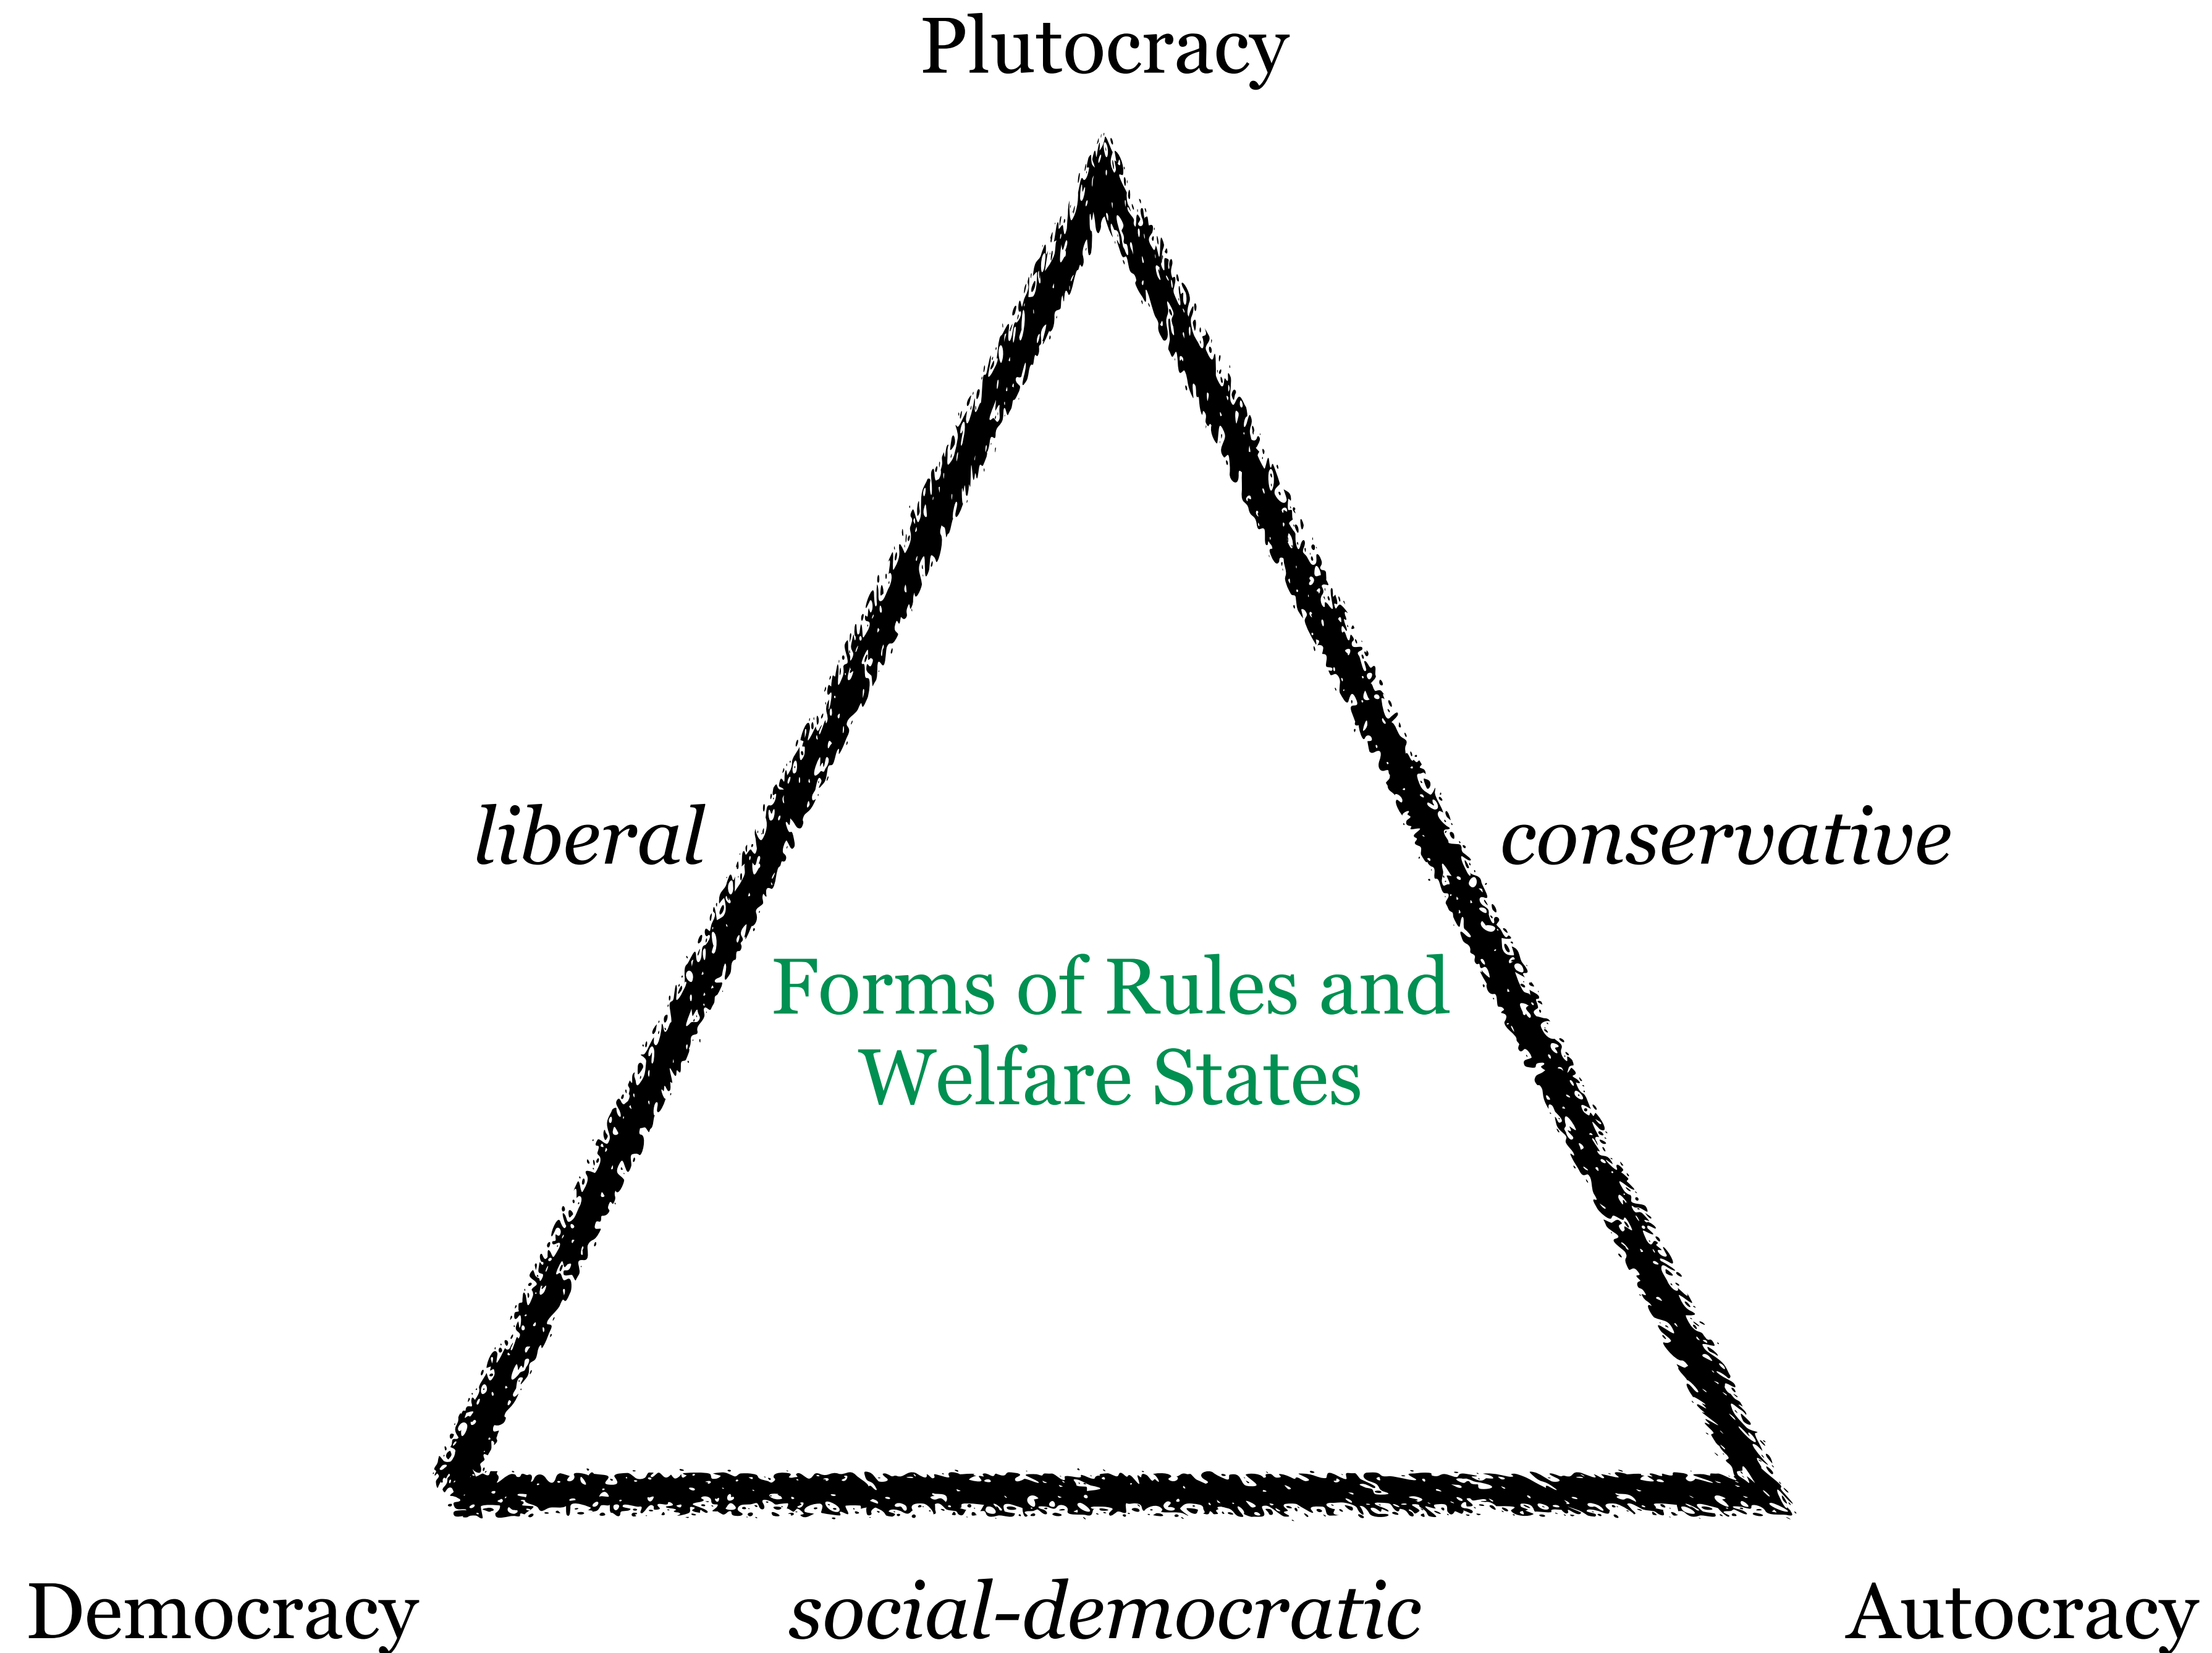 Plutocracy
liberal
conservative
Forms of Rules and
Welfare States
Democracy
social-democratic
Autocracy